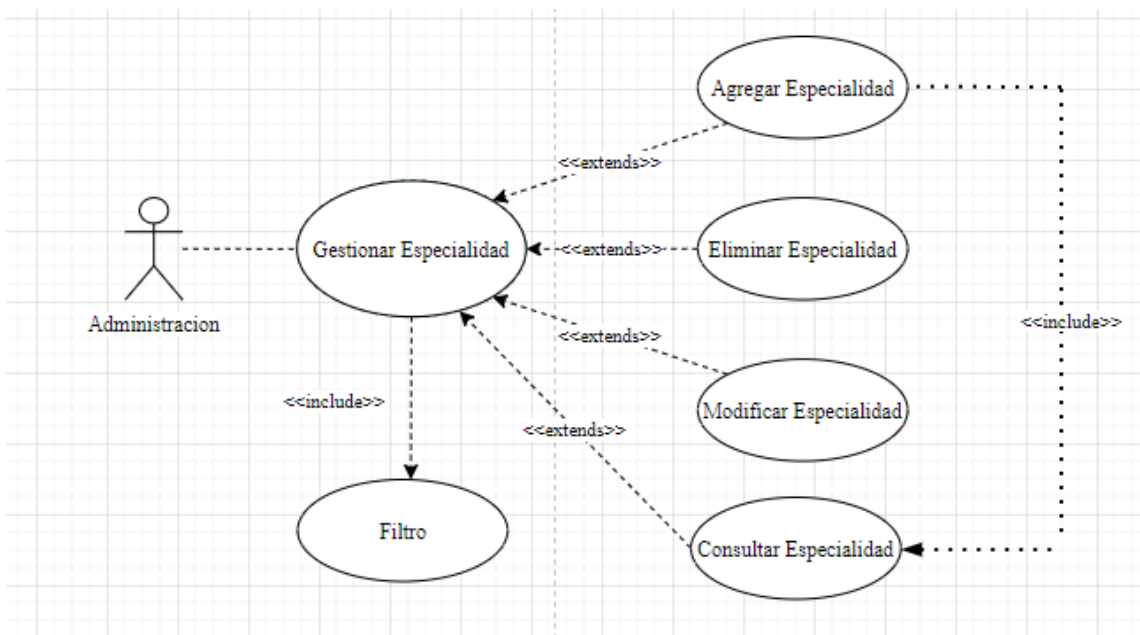 Agregar Especialidad
<<extends>>
Gestionar Especialidad
<<extends>>
Eliminar Especialidad
Administracion
<<include>>
<<extends>>
<<include>>
Modificar Especialidad
<<extends>>
Filtro
Consultar Especialidad